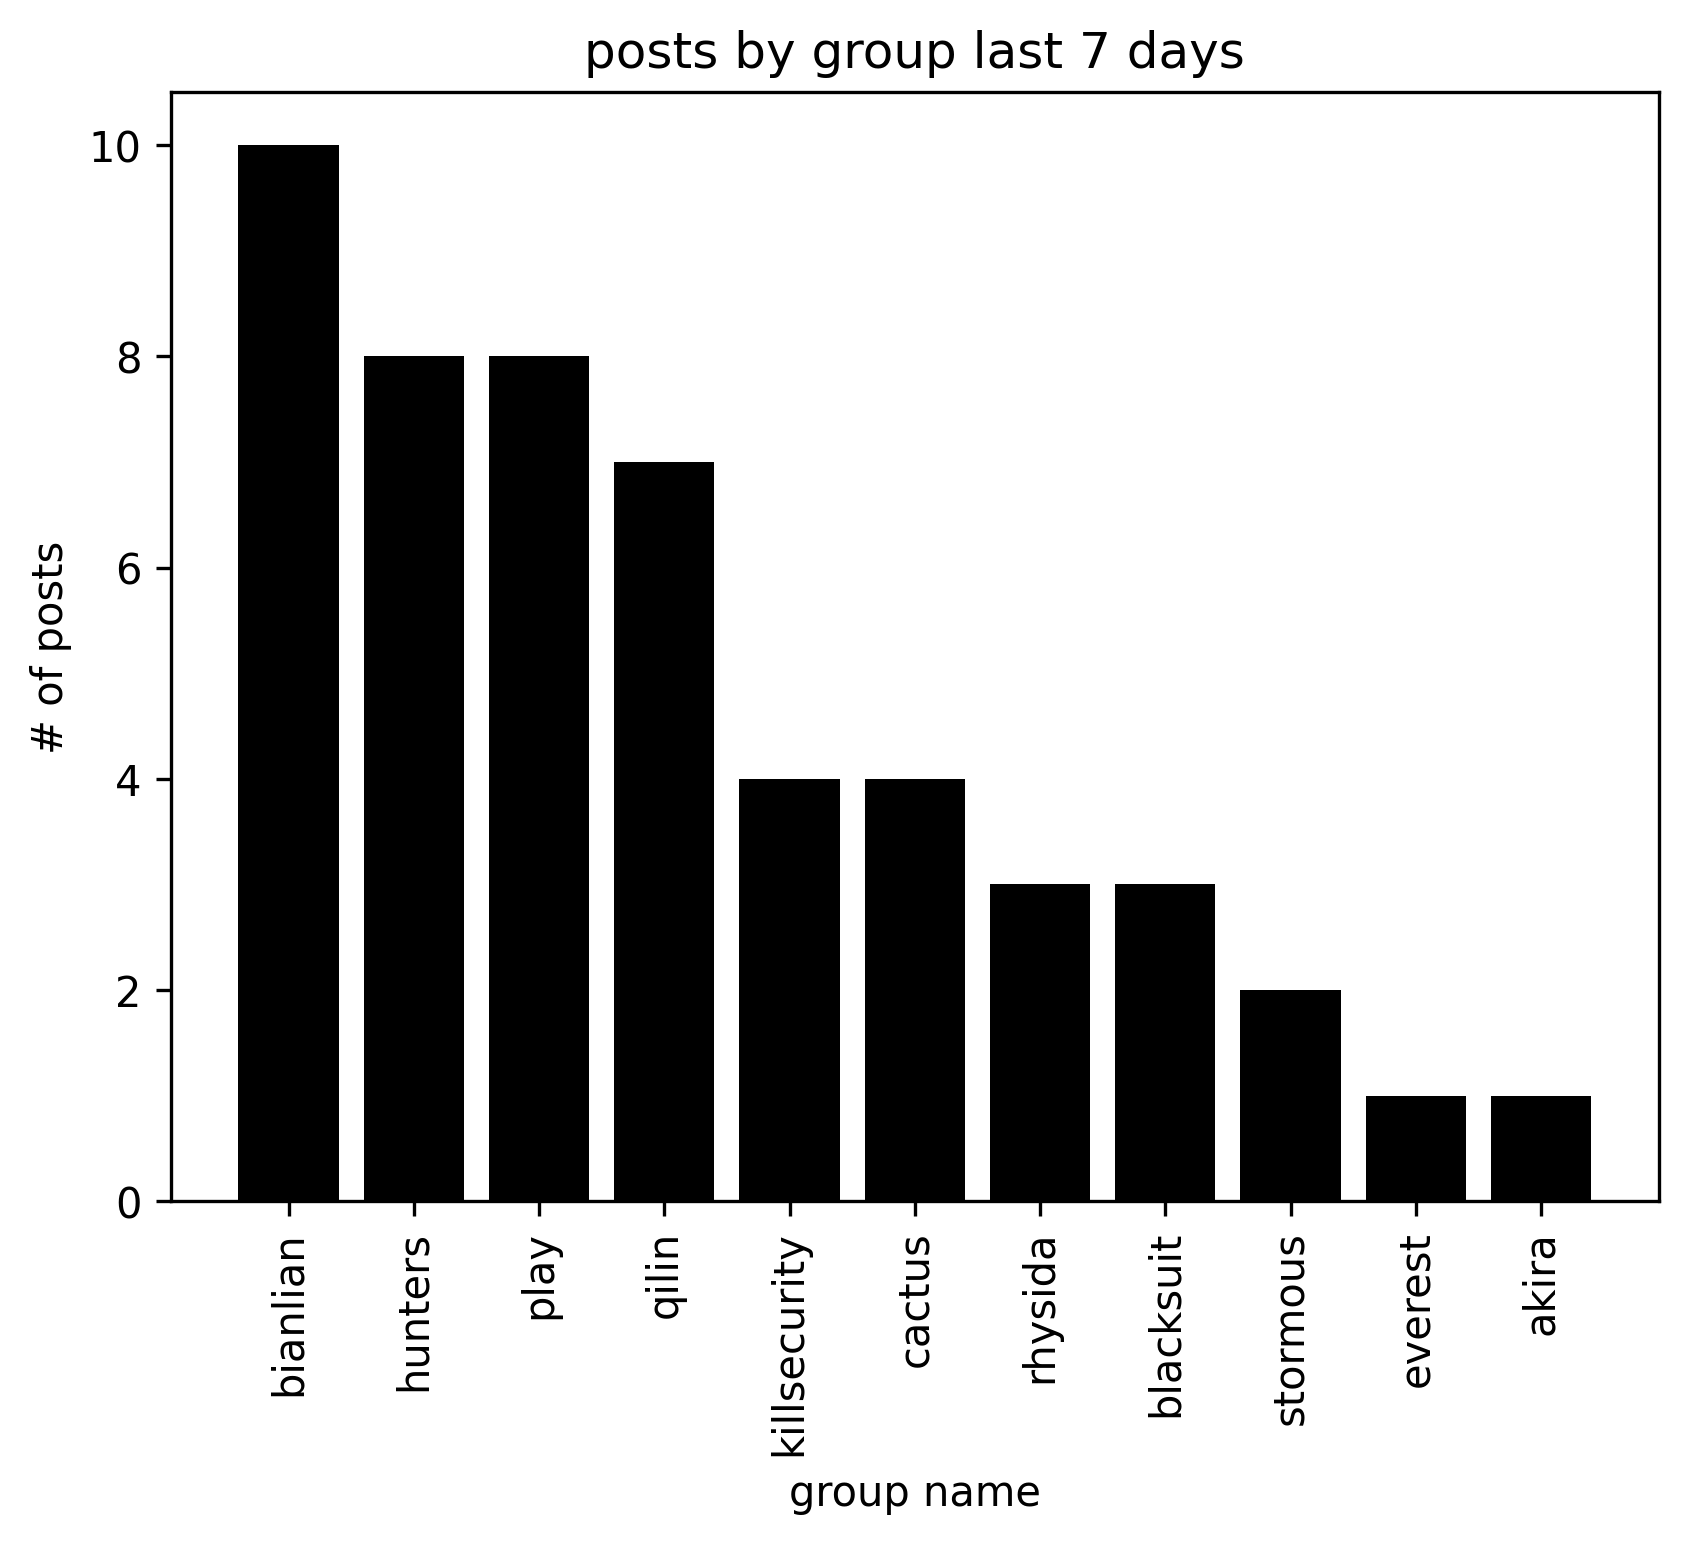 posts by group last 7 days
10
8
6
4
2
0
# of posts
bianlian
hunters
play
qilin
killsecurity
cactus
rhysida
blacksuit
stormous
everest
akira
group name